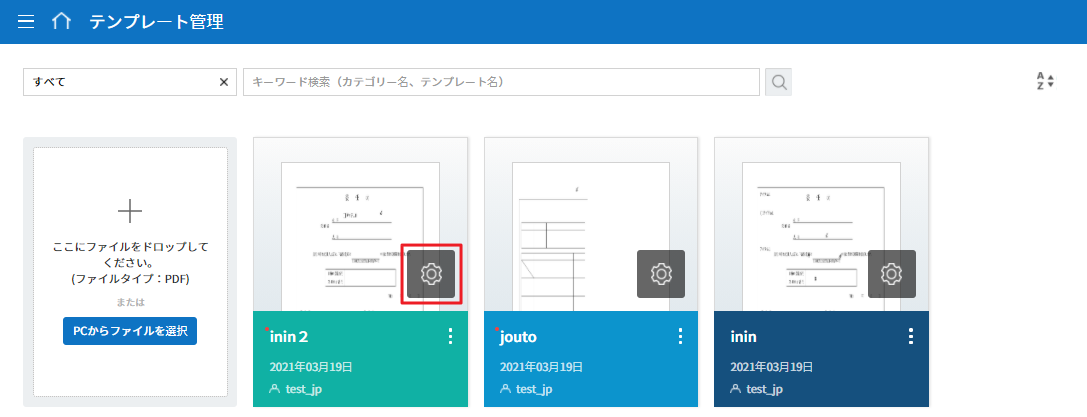 テンプレート管理
すべて ×
キーワード検索（カテゴリー名、テンプレート名）
A
Z
ここにファイルをドロップして
ください。
(ファイルタイプ：PDF)
または
PCからファイルを選択
inin 2
2021年03月19日
test_jp
jouto
2021年03月19日
test_jp
inin
2021年03月19日
test_jp